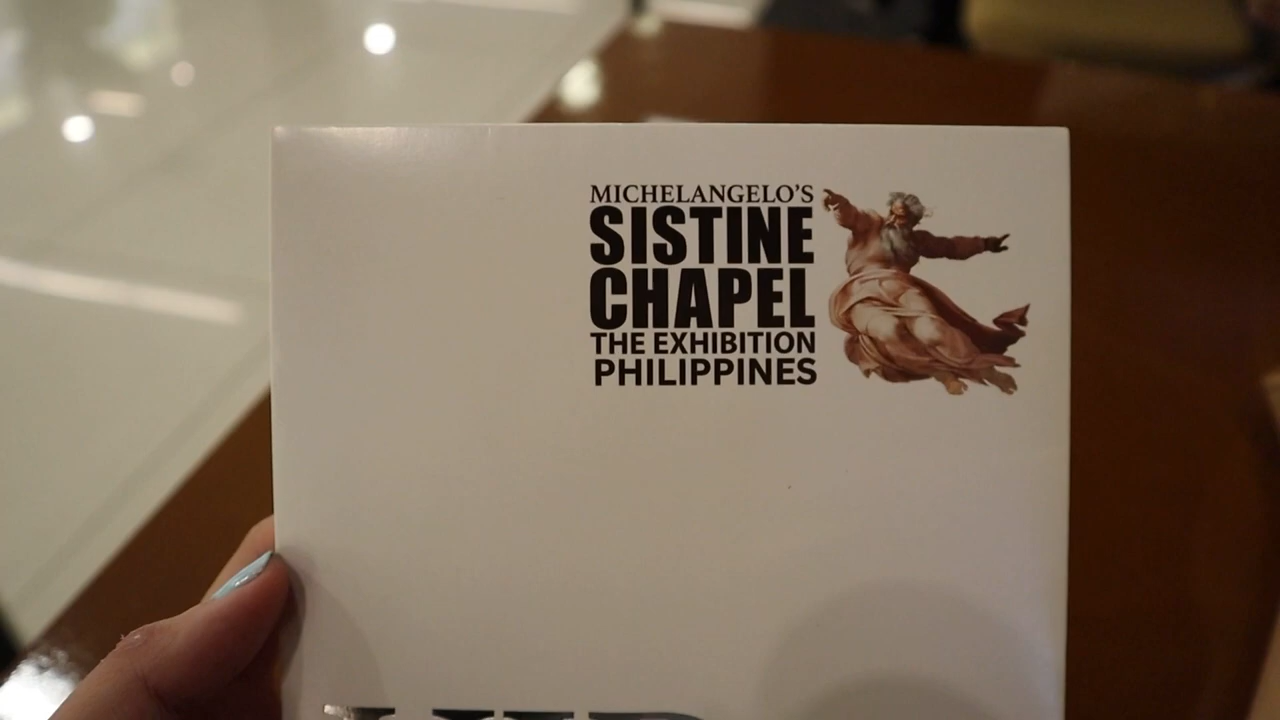 MICHELANGELO'S
SISTINE
CHAPEL
THE EXHIBITION
PHILIPPINES